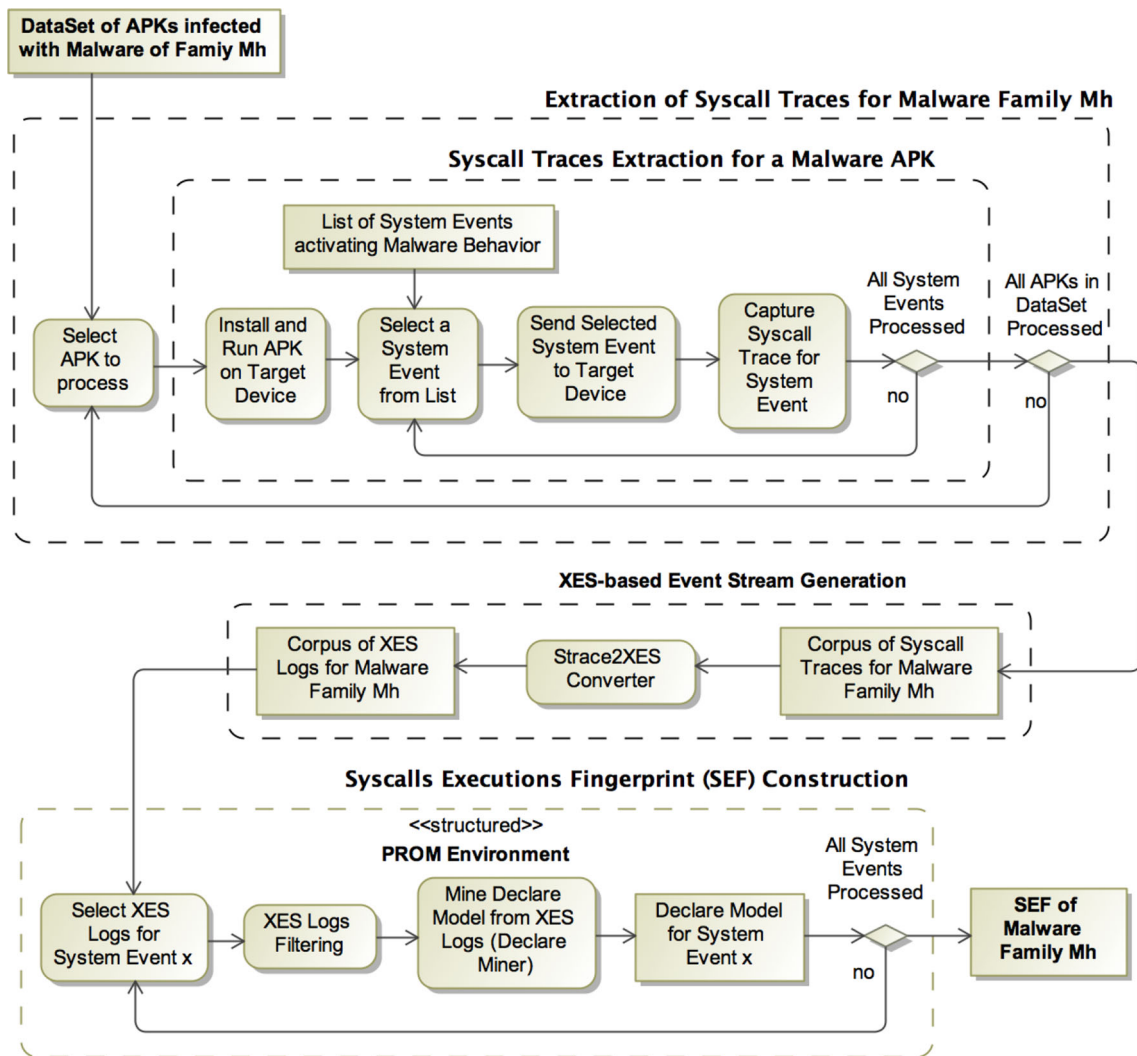 DataSet of APKs infected
with Malware of Famiy Mh
Extraction of Syscall Traces for Malware Family Mh
Syscall Traces Extraction for a Malware APK
List of System Events
activating Malware Behavior
All System
Events
Processed
All APKs in
DataSet
Processed
Select
APK to
process
Install and
Run APK
on Target
Device
Select a
System
Event
from List
Send Selected
System Event
to Target
Device
Capture
Syscall
Trace for
System
Event
no
no
XES-based Event Stream Generation
Corpus of XES
Logs for Malware
Family Mh
Strace2XES
Converter
Corpus of Syscall
Traces for Malware
Family Mh
Syscalls Executions Fingerprint (SEF) Construction
<<structured>>
PROM Environment
All System
Events
Processed
Select XES
Logs for
System Event x
XES Logs
Filtering
Mine Declare
Model from XES
Logs (Declare
Miner)
Declare Model
for System
Event x
no
SEF of
Malware
Family Mh